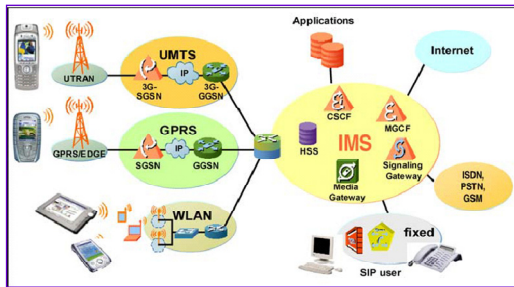 Applications
UMTS
Internet
IP
UTRAN
3G-
SGSN
3G-
GGSN
CSCF
MGCF
GPRS
IMS
HSS
IP
Signaling
Gateway
GPRS/EDGE
SGSN
GGSN
Media
Gateway
ISDN,
PSTN,
GSM
WLAN
fixed
SIP user